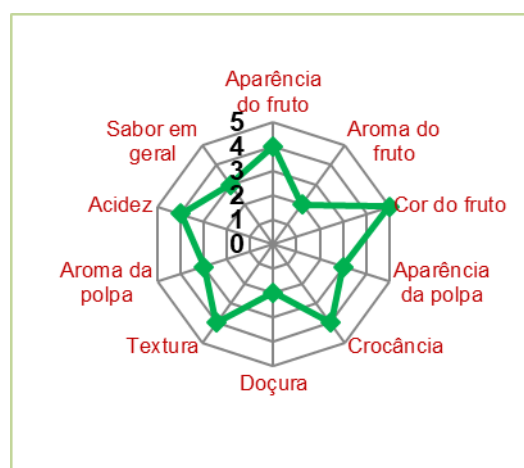 Aparência
do fruto
Aroma do
fruto
Cor do fruto
Aparência
da polpa
Crocância
Doçura
Textura
Aroma da
polpa
Acidez
Sabor em
geral
5
4
3
2
1
0